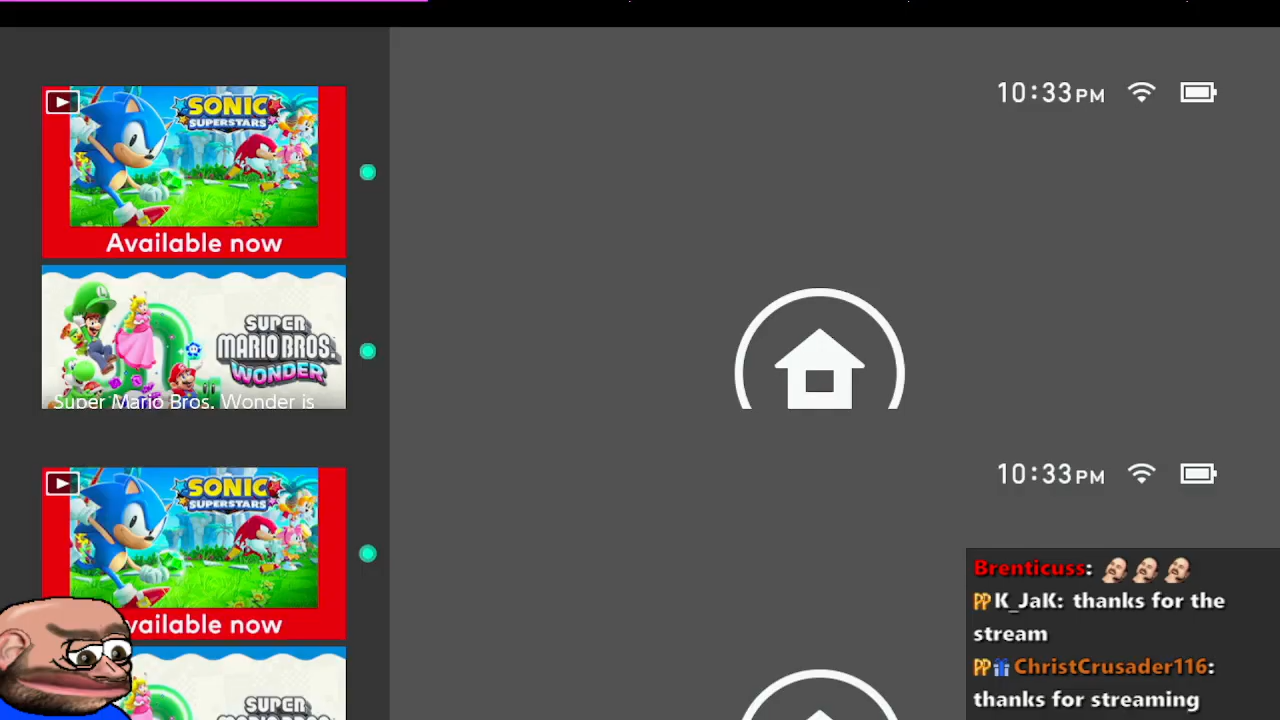 10:33PM
SONIC
SUPERSTARS
Available now
SUPER
MARIO BROS.
WONDER
Super Mario Bros. Wonder is
10:33PM
SONIC
SUPERSTARS
vailable now
SUPER
Brenticuss:
K_JaK: thanks for the
stream
ChristCrusader116:
thanks for streaming